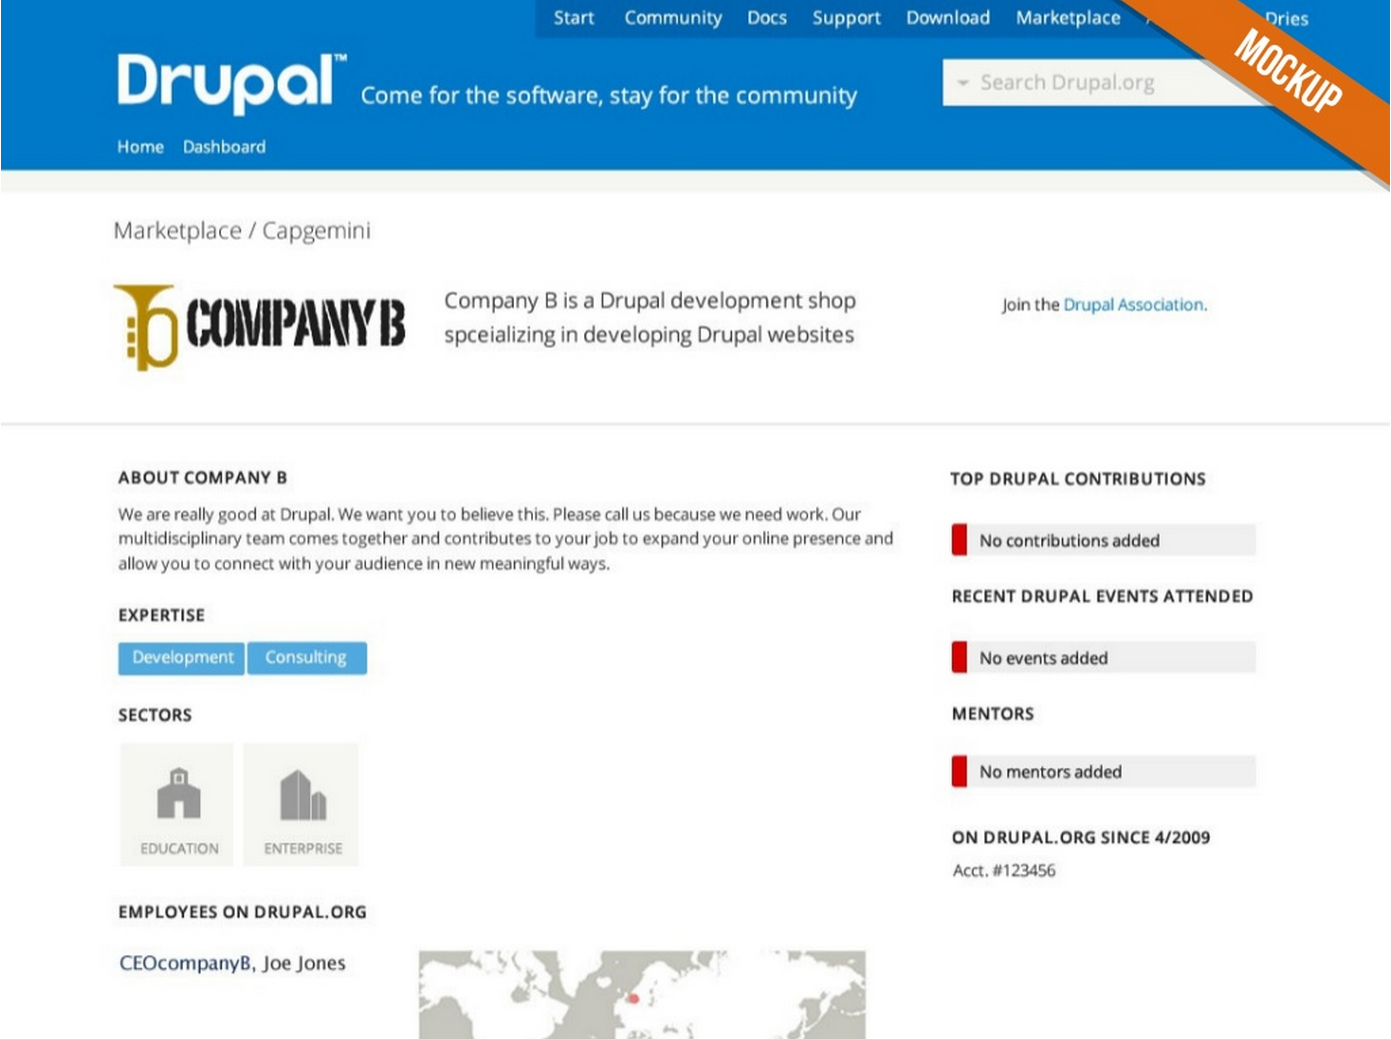 Start Community Docs Support Download Marketplace Dries
MOCKUP
Drupal™ Come for the software, stay for the community
Search Drupal.org
Home Dashboard
Marketplace / Capgemini
COMPANY B
Company B is a Drupal development shop
spceializing in developing Drupal websites
Join the Drupal Association.
ABOUT COMPANY B
We are really good at Drupal. We want you to believe this. Please call us because we need work. Our
multidisciplinary team comes together and contributes to your job to expand your online presence and
allow you to connect with your audience in new meaningful ways.
EXPERTISE
Development Consulting
SECTORS
EDUCATION ENTERPRISE
EMPLOYEES ON DRUPAL.ORG
CEOcompanyB, Joe Jones
TOP DRUPAL CONTRIBUTIONS
No contributions added
RECENT DRUPAL EVENTS ATTENDED
No events added
MENTORS
No mentors added
ON DRUPAL.ORG SINCE 4/2009
Acct. #123456